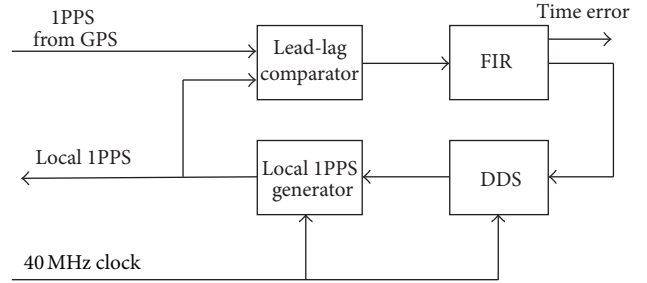 1PPS
from GPS
Time error
Lead-lag
comparator
FIR
Local 1PPS
Local 1PPS
generator
DDS
40 MHz clock